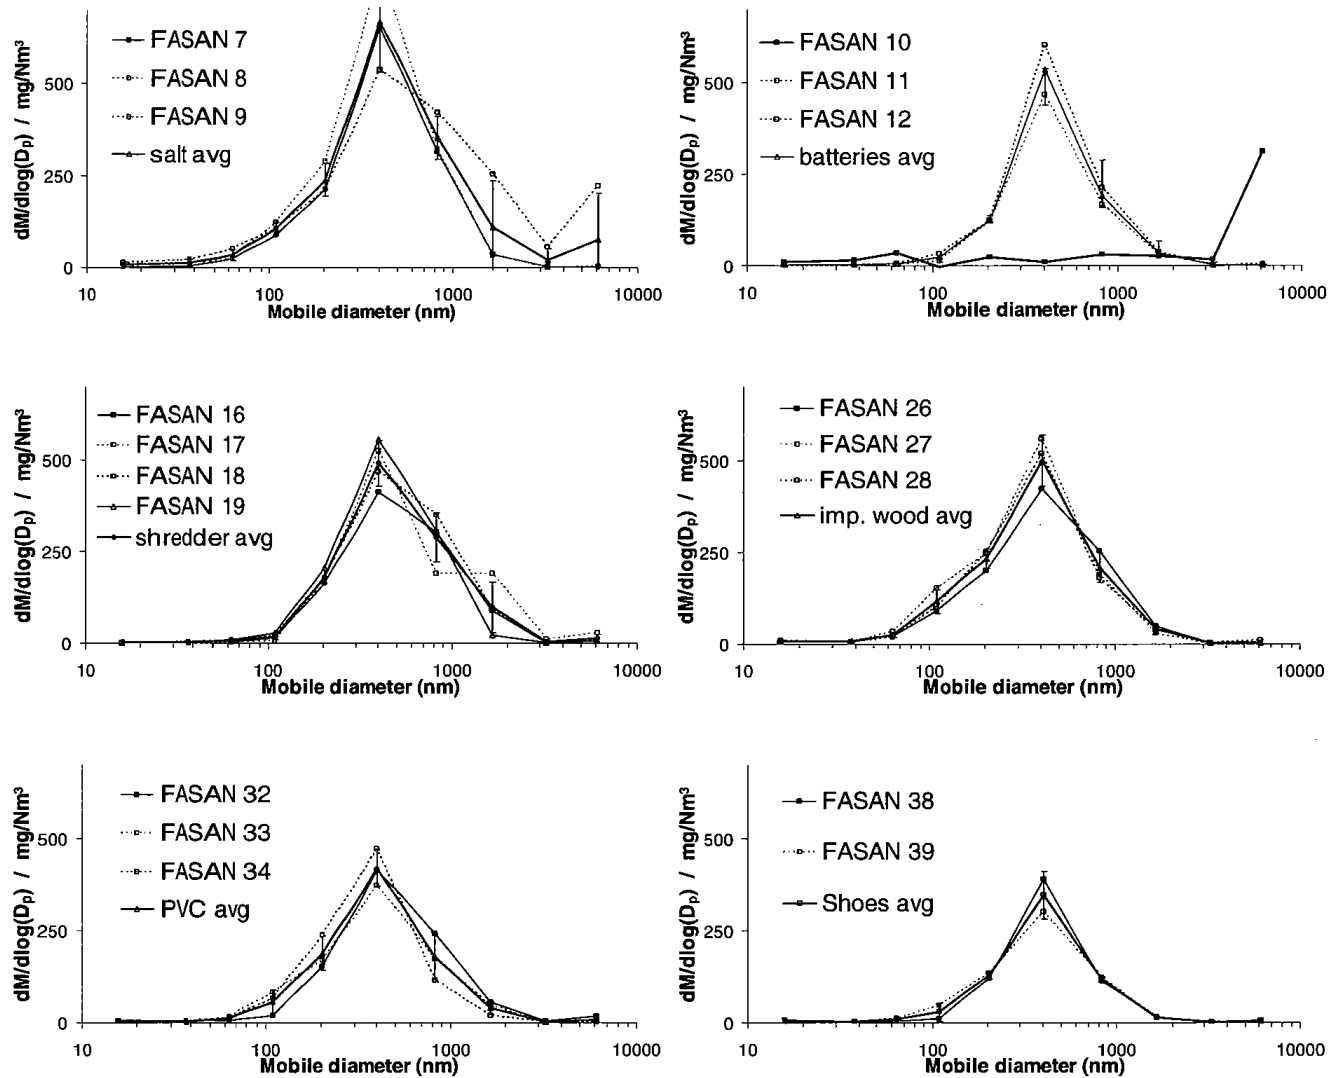 dM/dlog(Dp) / mg/Nm³
500
250
0
FASAN 7
FASAN 8
FASAN 9
salt avg
10 100 1000 10000
Mobile diameter (nm)
dM/dlog(Dp) / mg/Nm³
500
250
0
FASAN 10
FASAN 11
FASAN 12
batteries avg
10 100 1000 10000
Mobile diameter (nm)
dM/dlog(Dp) / mg/Nm³
500
250
0
FASAN 16
FASAN 17
FASAN 18
FASAN 19
shredder avg
10 100 1000 10000
Mobile diameter (nm)
dM/dlog(Dp) / mg/Nm³
500
250
0
FASAN 26
FASAN 27
FASAN 28
imp. wood avg
10 100 1000 10000
Mobile diameter (nm)
dM/dlog(Dp) / mg/Nm³
500
250
0
FASAN 32
FASAN 33
FASAN 34
PVC avg
10 100 1000 10000
Mobile diameter (nm)
dM/dlog(Dp) / mg/Nm³
500
250
0
FASAN 38
FASAN 39
Shoes avg
10 100 1000 10000
Mobile diameter (nm)